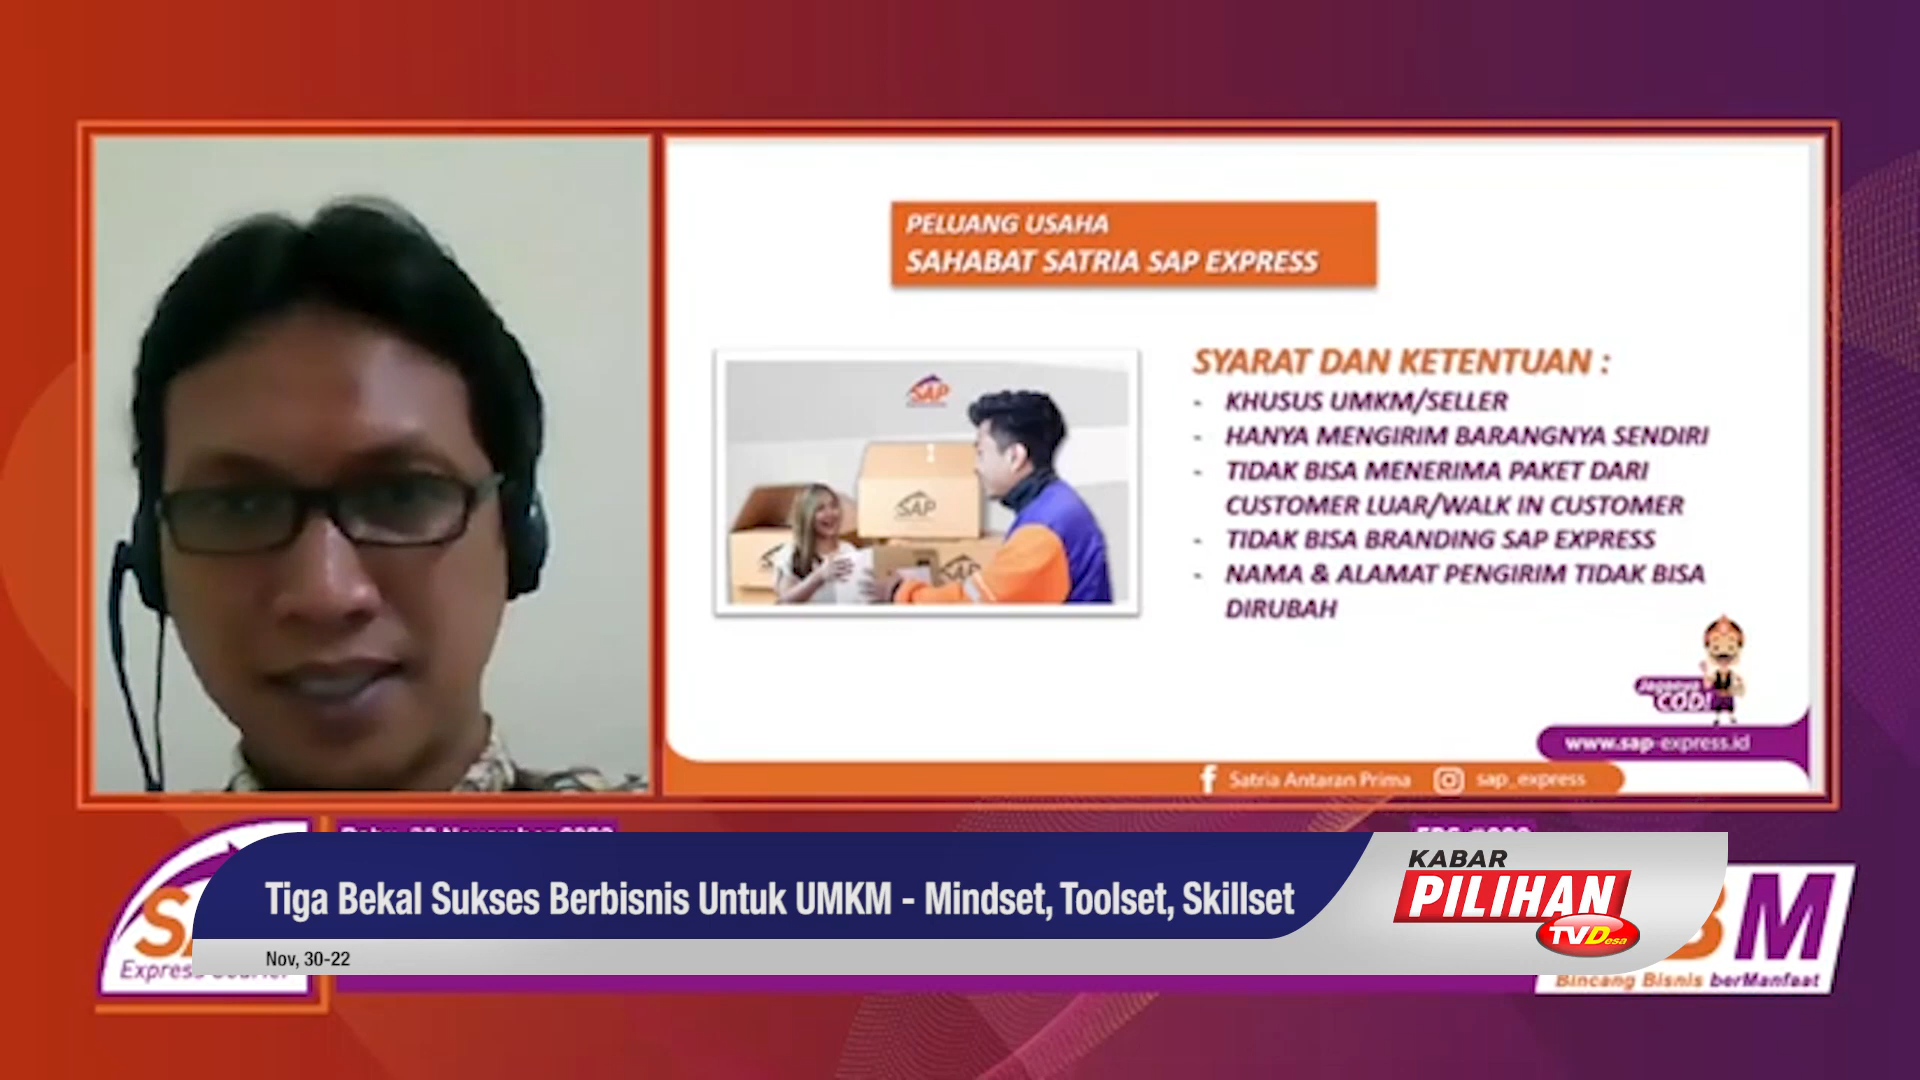 PELUANG USAHA
SAHABAT SATRIA SAP EXPRESS
SAP
SAP
SYARAT DAN KETENTUAN :
- KHUSUS UMKM/SELLER
- HANYA MENGIRIM BARANGNYA SENDIRI
- TIDAK BISA MENERIMA PAKET DARI
CUSTOMER LUAR/WALK IN CUSTOMER
- TIDAK BISA BRANDING SAP EXPRESS
- NAMA & ALAMAT PENGIRIM TIDAK BISA
DIRUBAH
Jagonya
COD!
www.sap-express.id
Satria Antaran Prima
sap_express
Tiga Bekal Sukses Berbisnis Untuk UMKM - Mindset, Toolset, Skillset
Nov, 30-22
KABAR
PILIHAN
TVDesa
Express
M
Bincang Bisnis berManfaat